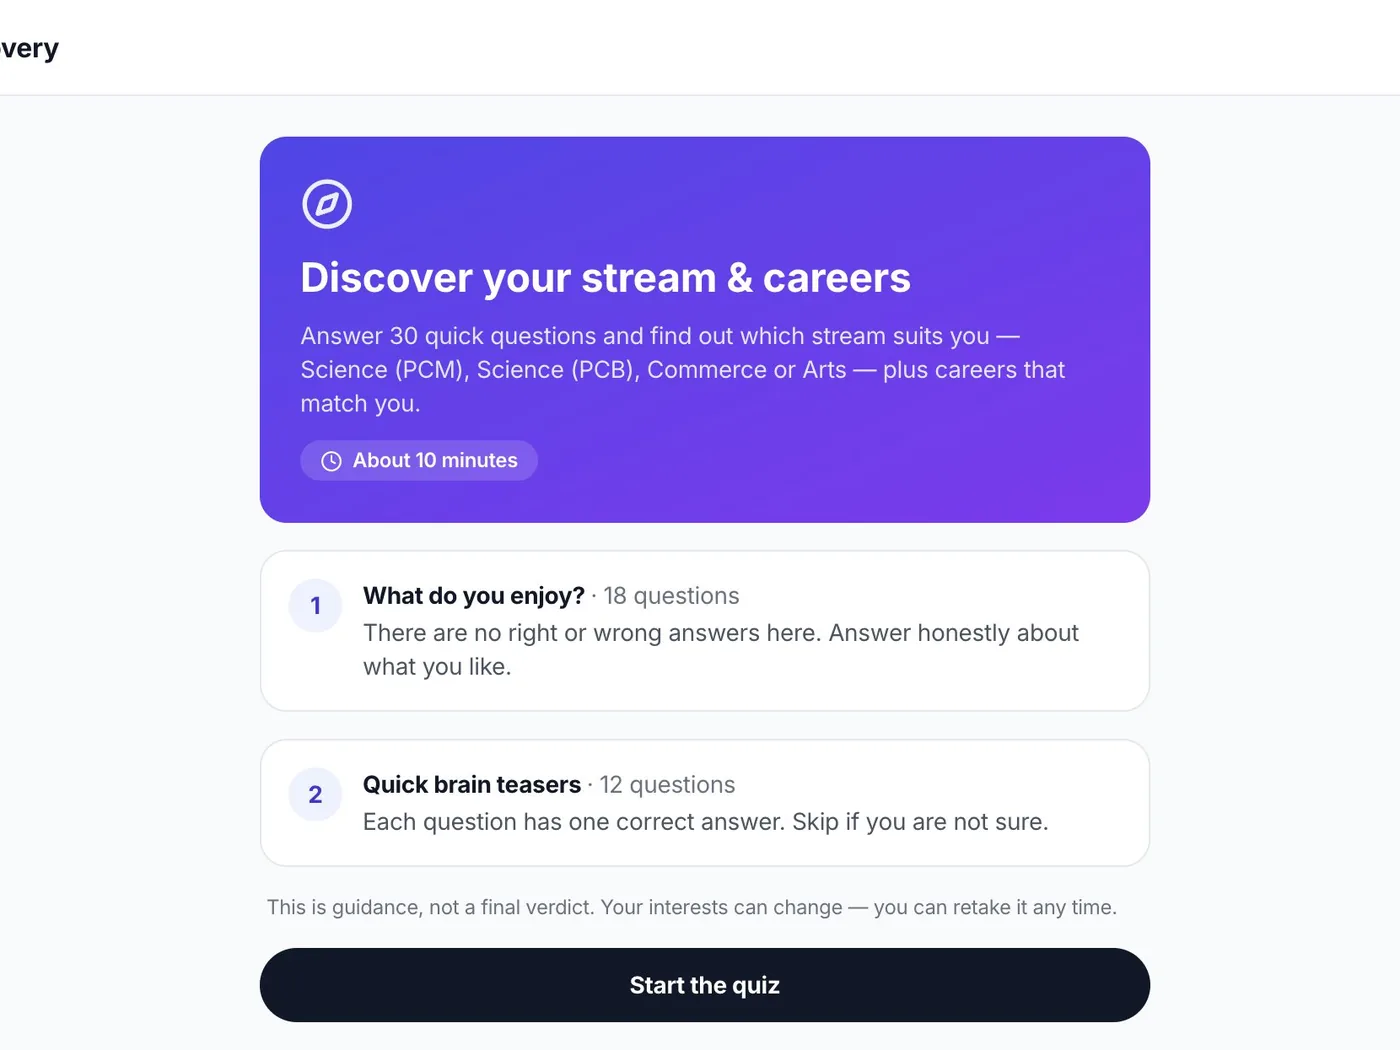 Discover your stream & careers
Answer 30 quick questions and find out which stream suits you —
Science (PCM), Science (PCB), Commerce or Arts — plus careers that
match you.
About 10 minutes
1
What do you enjoy? · 18 questions
There are no right or wrong answers here. Answer honestly about
what you like.
2
Quick brain teasers · 12 questions
Each question has one correct answer. Skip if you are not sure.
This is guidance, not a final verdict. Your interests can change — you can retake it any time.
Start the quiz